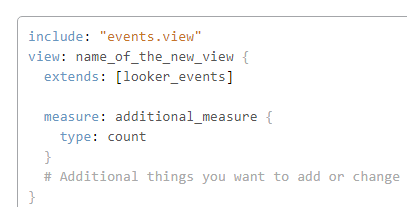 include: "events.view"
view: name_of_the_new_view {
extends: [looker_events]
measure: additional_measure {
type: count
}
# Additional things you want to add or change
}